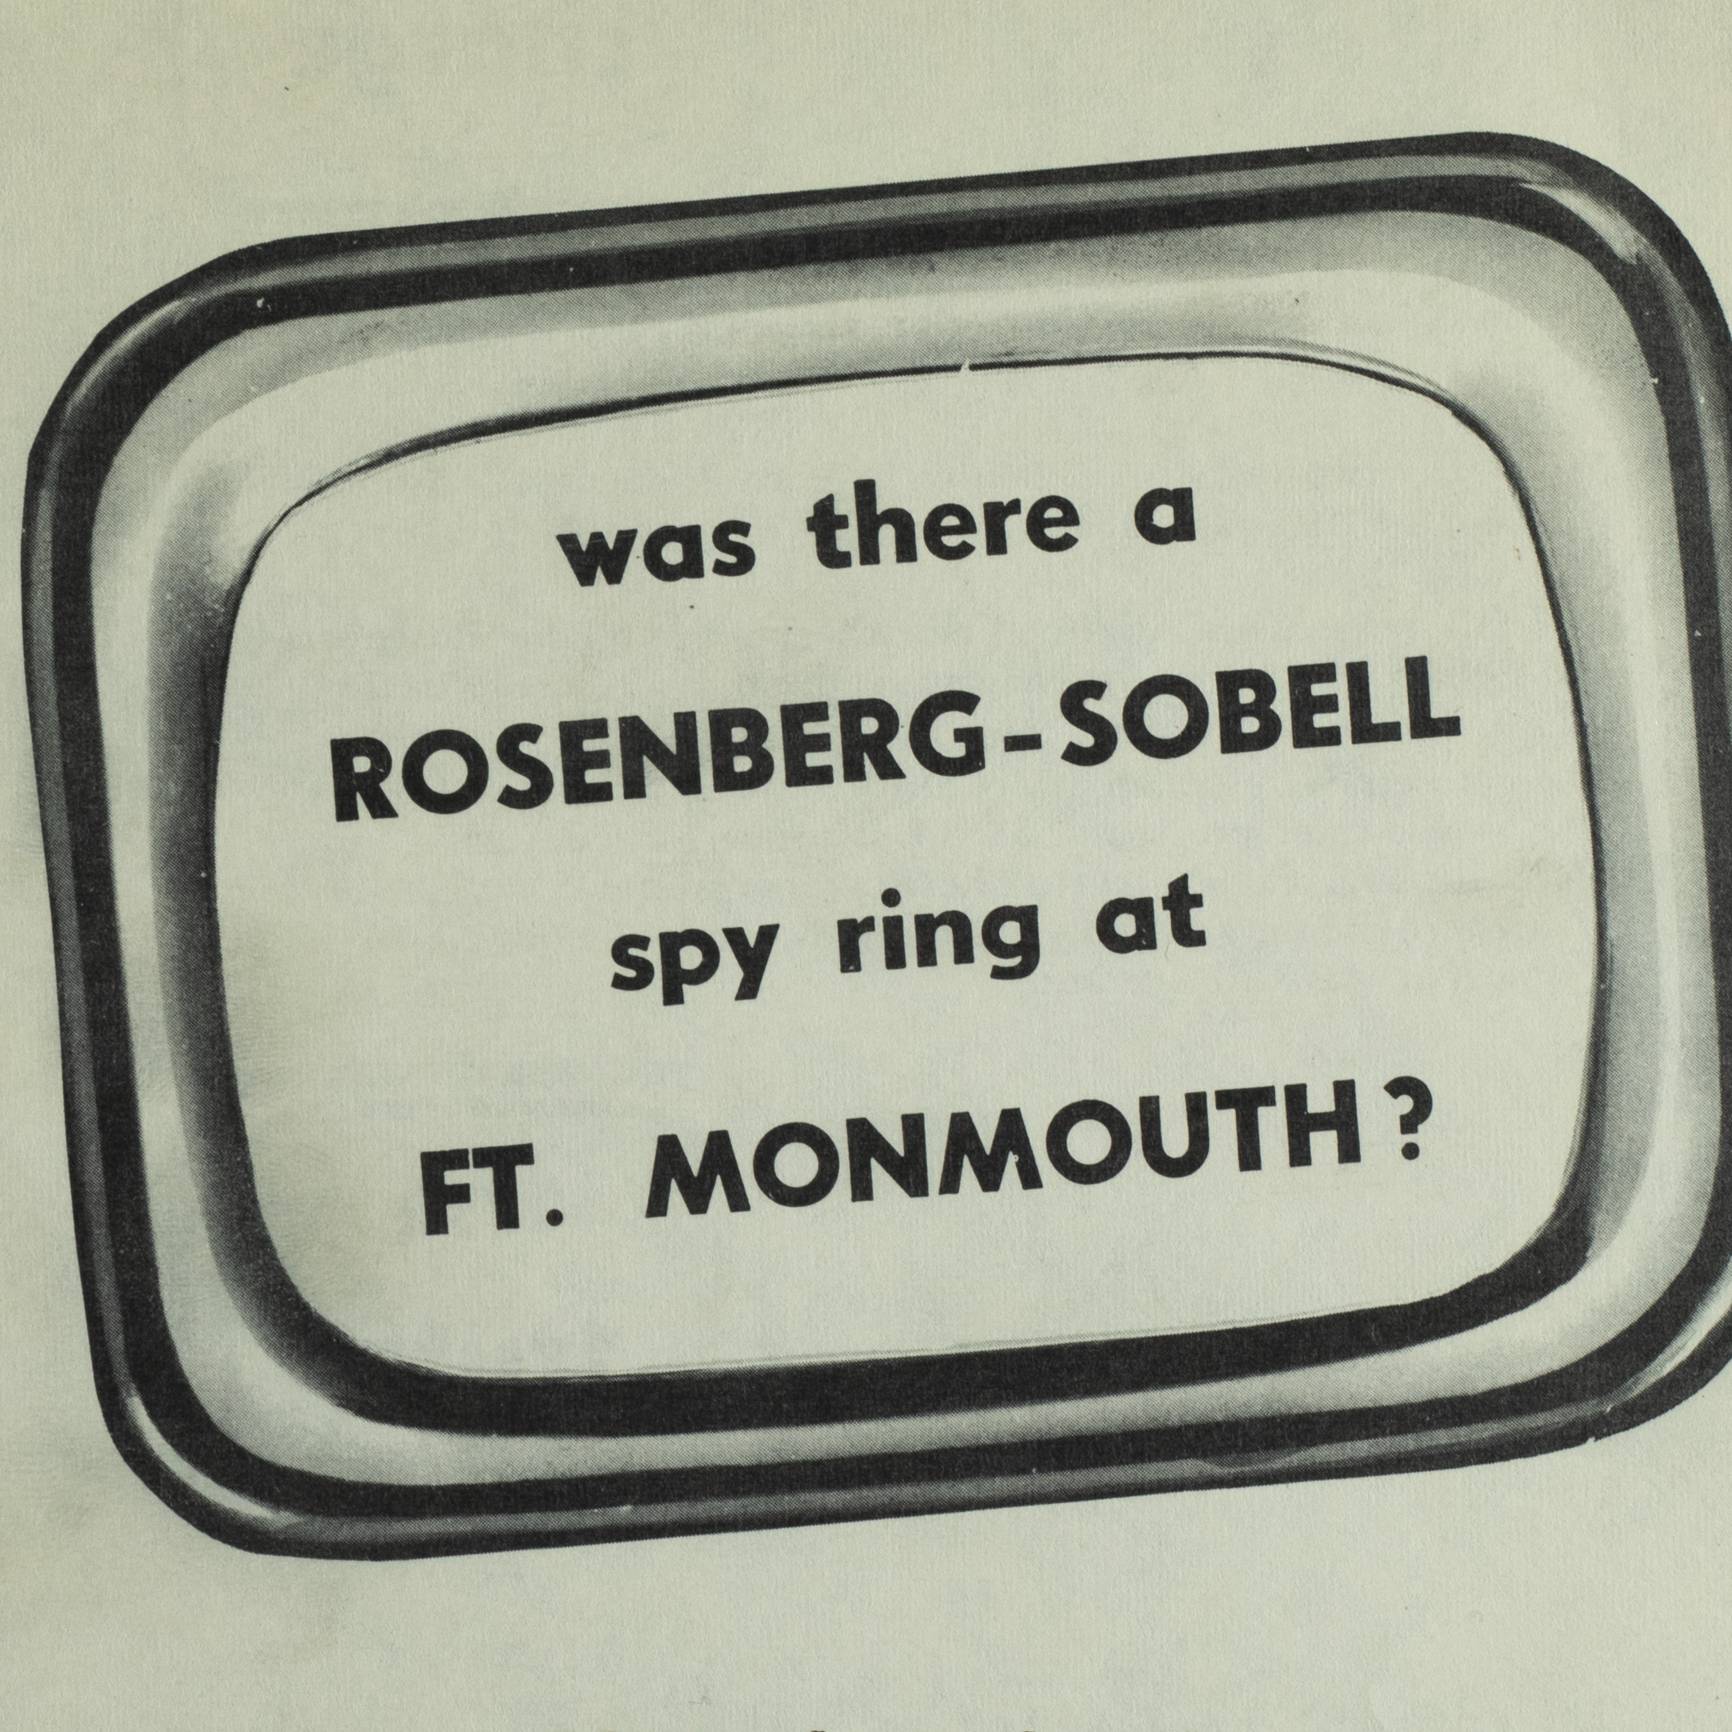 was there a
ROSENBERG-SOBELL
spy ring at
FT. MONMOUTH?